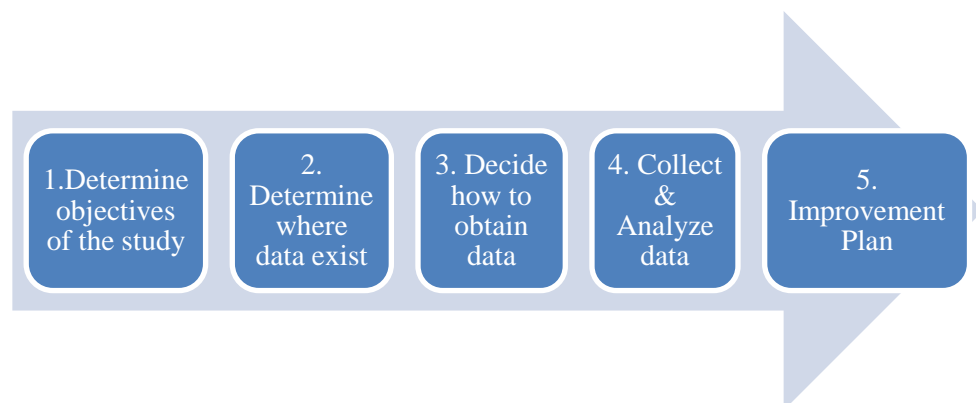 1.Determine
objectives
of the study
2.
Determine
where
data exist
3. Decide
how to
obtain
data
4. Collect
&
Analyze
data
5.
Improvement
Plan